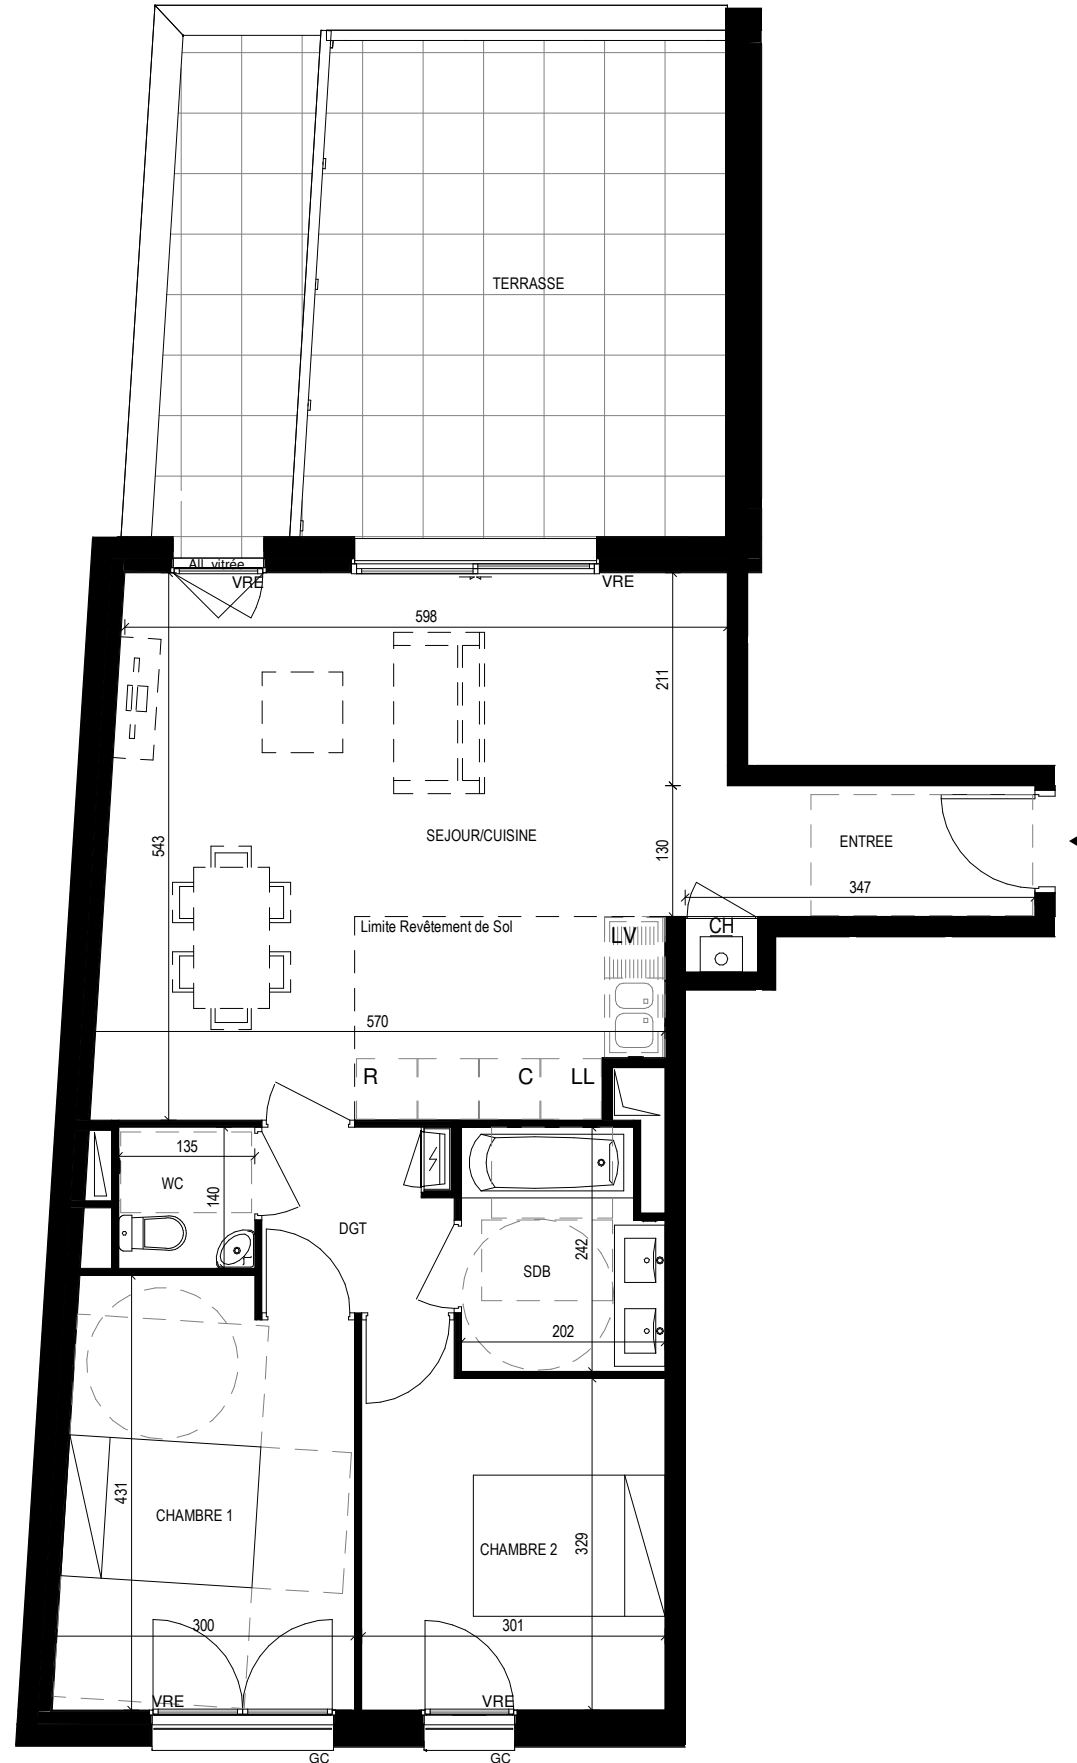 TERRASSE
All. vitrée
VRE
VRE
598
211
543
SEJOUR/CUISINE
130
ENTREE
347
Limite Revêtement de Sol
LV
CH
570
R
C
LL
135
WC
140
DGT
242
SDB
202
431
CHAMBRE 1
CHAMBRE 2
329
300
301
VRE
VRE
GC
GC